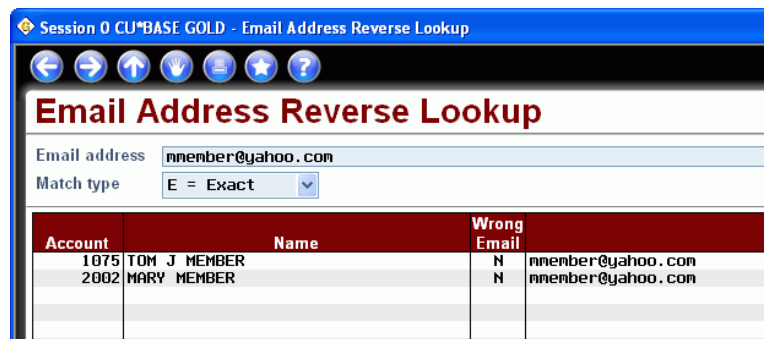 Session 0 CU*BASE GOLD - Email Address Reverse Lookup
Email Address Reverse Lookup
Email address mmember@yahoo.com
Match type E = Exact
Account Name Wrong Email
1075 TOM J MEMBER N mmember@yahoo.com
2002 MARY MEMBER N mmember@yahoo.com